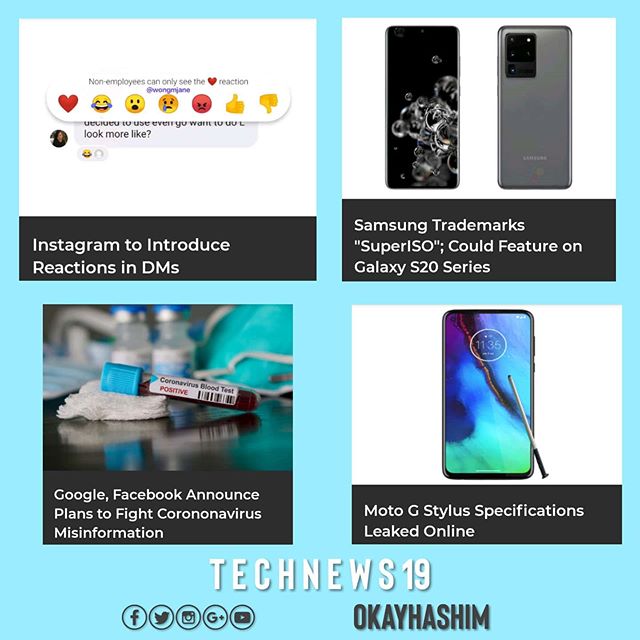 Non-employees can only see the ❤️ reaction
@wongmjane
decided to use even go want to do L
look more like?
Instagram to Introduce
Reactions in DMs
SAMSUNG
Samsung Trademarks
"SuperISO"; Could Feature on
Galaxy S20 Series
Coronavirus Blood Test
POSITIVE
Google, Facebook Announce
Plans to Fight Corononavirus
Misinformation
11:35
Moto G Stylus Specifications
Leaked Online
TECHNEWS19
OKAYHASHIM